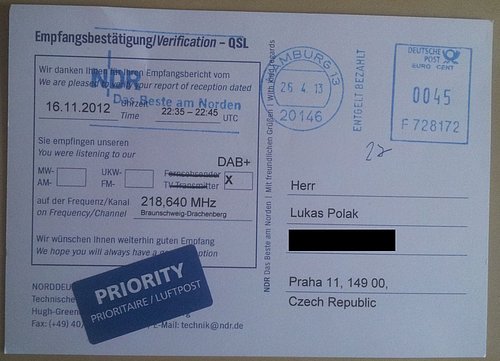 Empfangsbestätigung/Verification - QSL
Wir danken Ihnen für Ihren Empfangsbericht vom
We are pleased to your report of reception dated
NDR
Das Beste am Norden
16.11.2012 Uhrzeit Time 22:35 – 22:45 UTC
Sie empfingen unseren
You were listening to our
DAB+
MW- AM- UKW- FM- Fernsehsender TV Transmitter X
auf der Frequenz/Kanal 218,640 MHz
on Frequency/Channel Braunschweig-Drachenberg
Wir wünschen Ihnen weiterhin guten Empfang
We hope you will always have a
NORDDEU
Technische
Hugh-Green
Fax: (+49) 40/ E-Mail: technik@ndr.de
PRIORITY
PRIORITAIRE / LUFTPOST
NDR Das Beste am Norden | Mit freundlichen Grüßen | With kind regards
HAMBURG 13
26.4.13
20146
ENTGELT BEZAHLT
DEUTSCHE POST
EURO CENT
0045
F 728172
Herr
Lukas Polak
Praha 11, 149 00,
Czech Republic